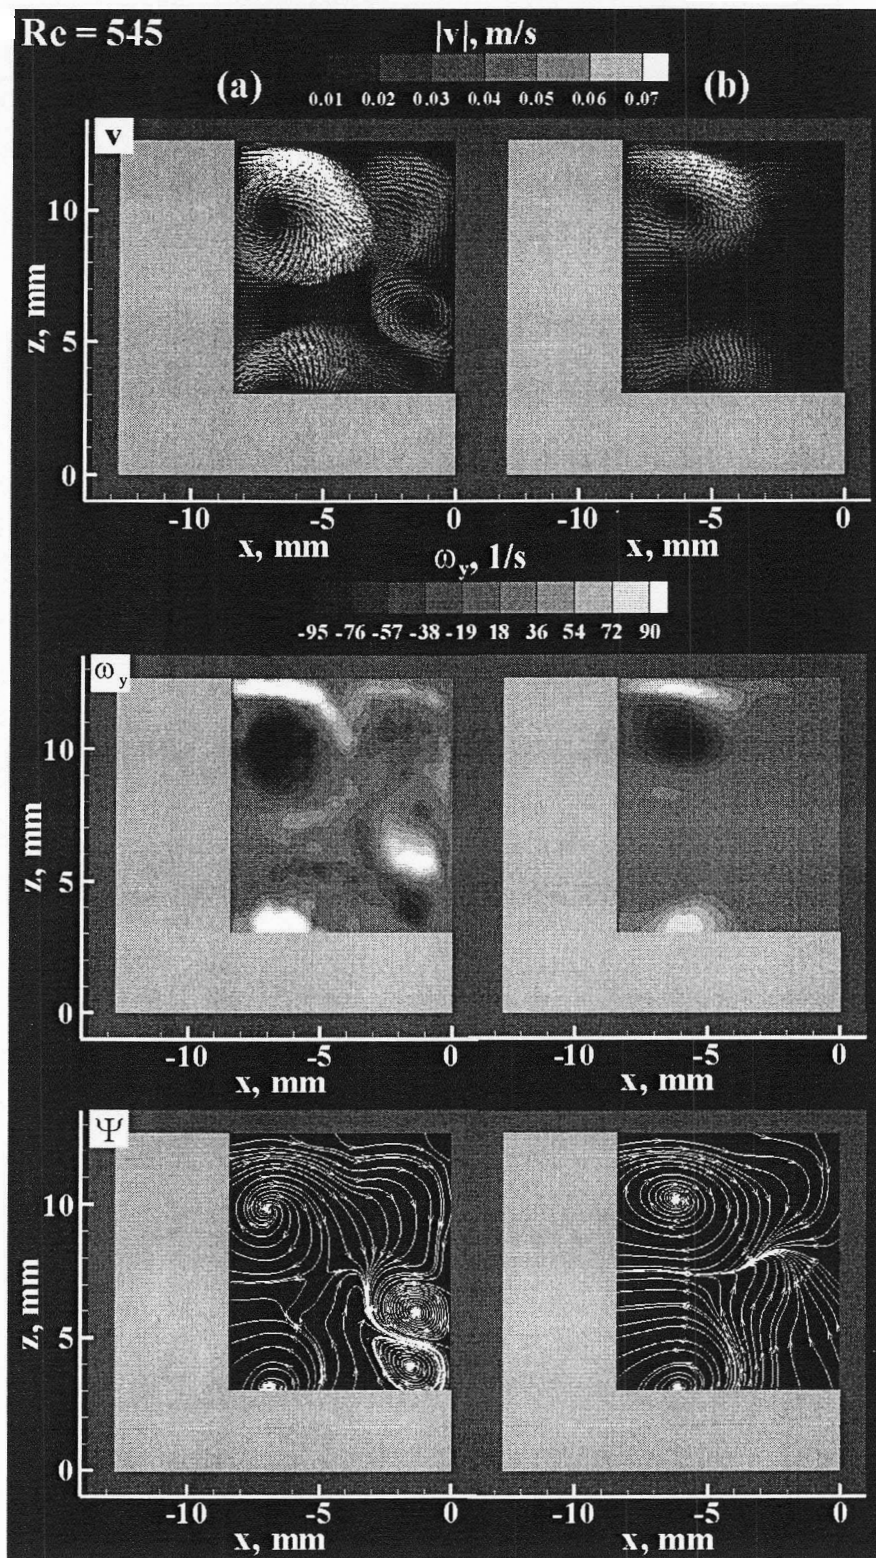 Re = 545
|v|, m/s
(a)
(b)
0.01 0.02 0.03 0.04 0.05 0.06 0.07
v
z, mm
10
5
0
-10 -5 0
x, mm
-10 -5 0
x, mm
ω_y, 1/s
-95 -76 -57 -38 -19 18 36 54 72 90
ω_y
z, mm
10
5
0
-10 -5 0
x, mm
-10 -5 0
x, mm
Ψ
z, mm
10
5
0
-10 -5 0
x, mm
-10 -5 0
x, mm